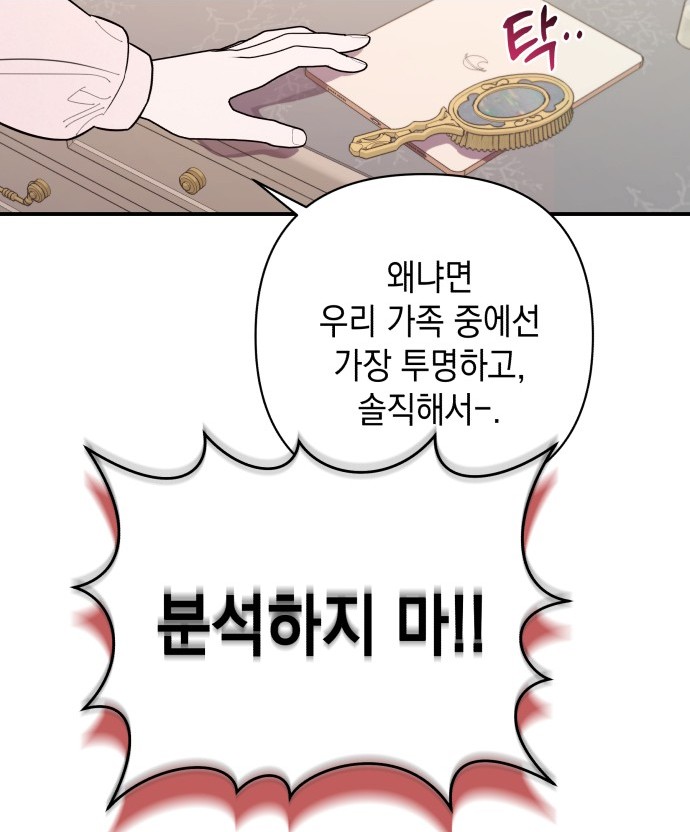 탁..
왜냐면
우리 가족 중에선
가장 투명하고,
솔직해서-.
분석하지 마!!